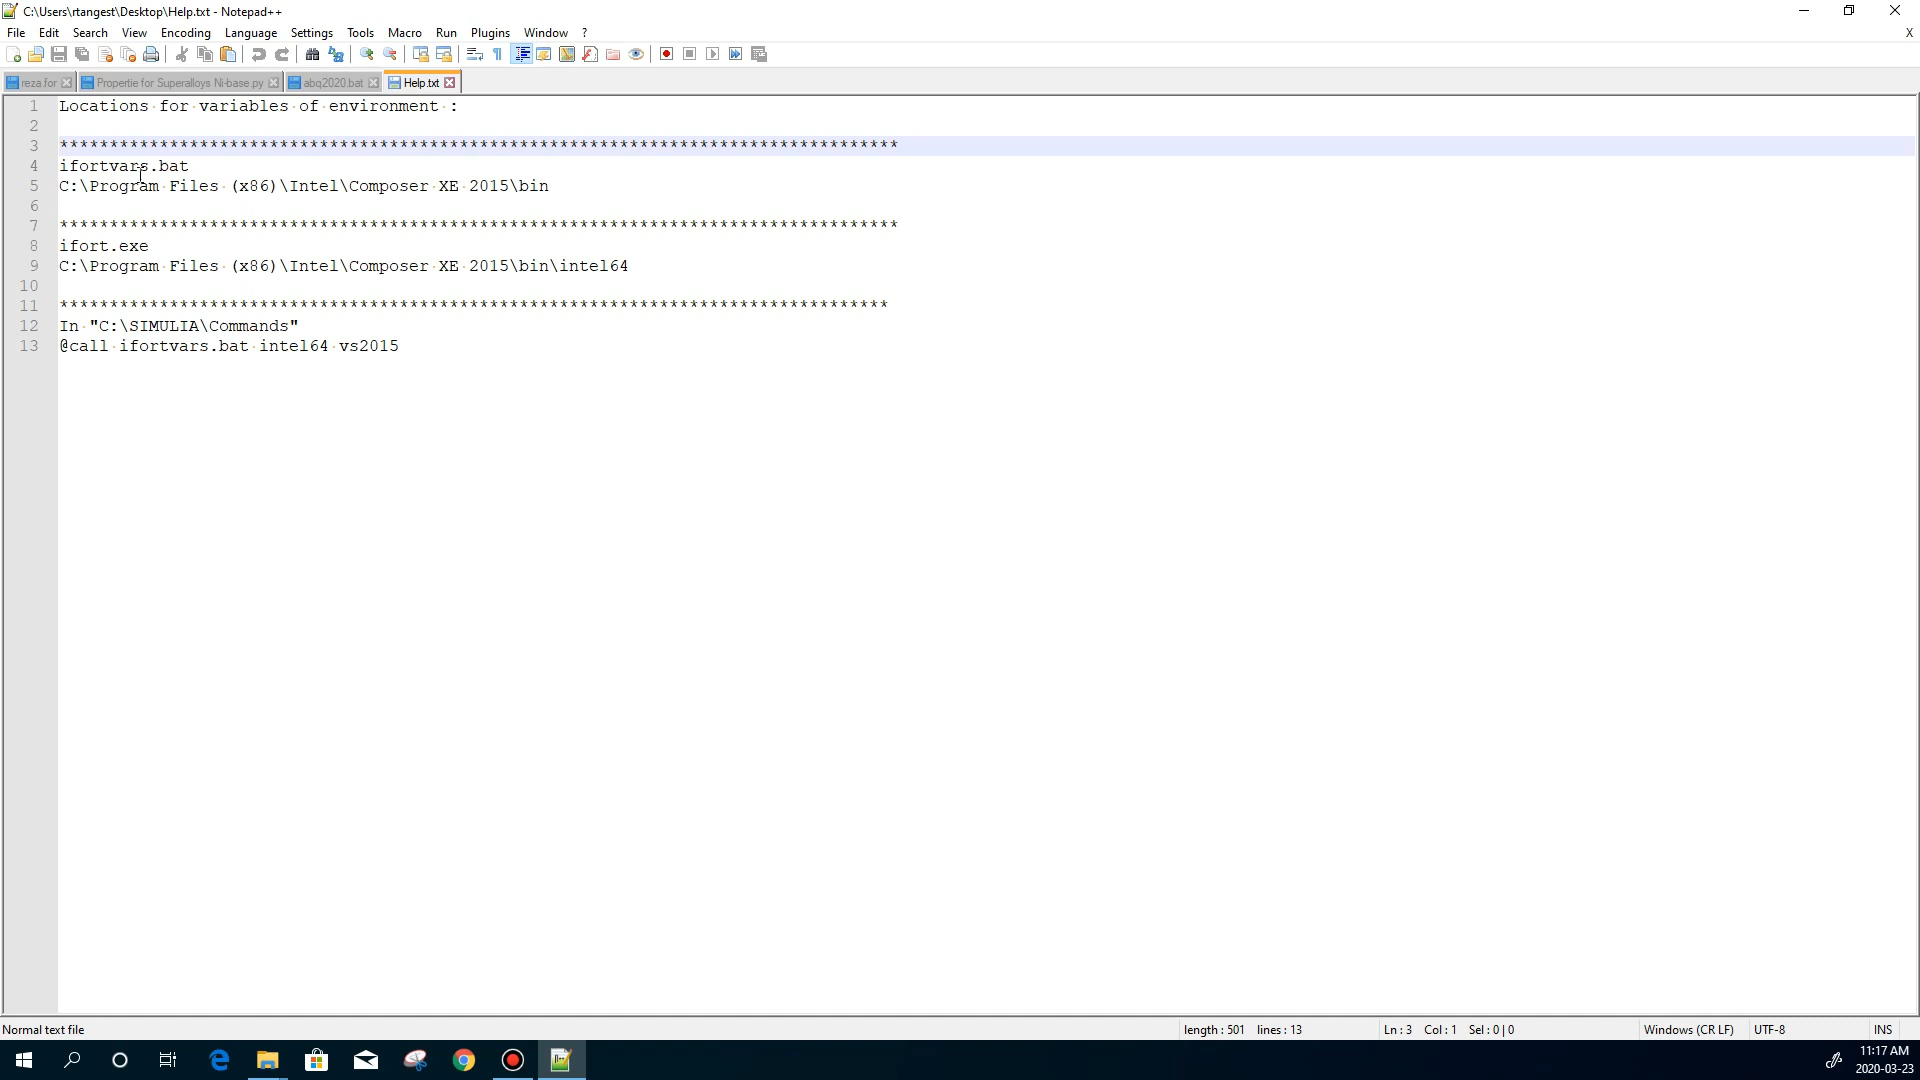 C:\Users\rtangest\Desktop\Help.txt - Notepad++
File Edit Search View Encoding Language Settings Tools Macro Run Plugins Window ? X
reza.for Propertie for Superalloys Ni-base.py abq2020.bat Help.txt
1 Locations for variables of environment :
2
3 ************************************************************************************
4 ifortvars.bat
5 C:\Program Files (x86)\Intel\Composer XE 2015\bin
6
7 ************************************************************************************
8 ifort.exe
9 C:\Program Files (x86)\Intel\Composer XE 2015\bin\intel64
10
11 ***********************************************************************************
12 In "C:\SIMULIA\Commands"
13 @call ifortvars.bat intel64 vs2015
Normal text file length : 501 lines : 13 Ln : 3 Col : 1 Sel : 0 | 0 Windows (CR LF) UTF-8 INS
11:17 AM
2020-03-23